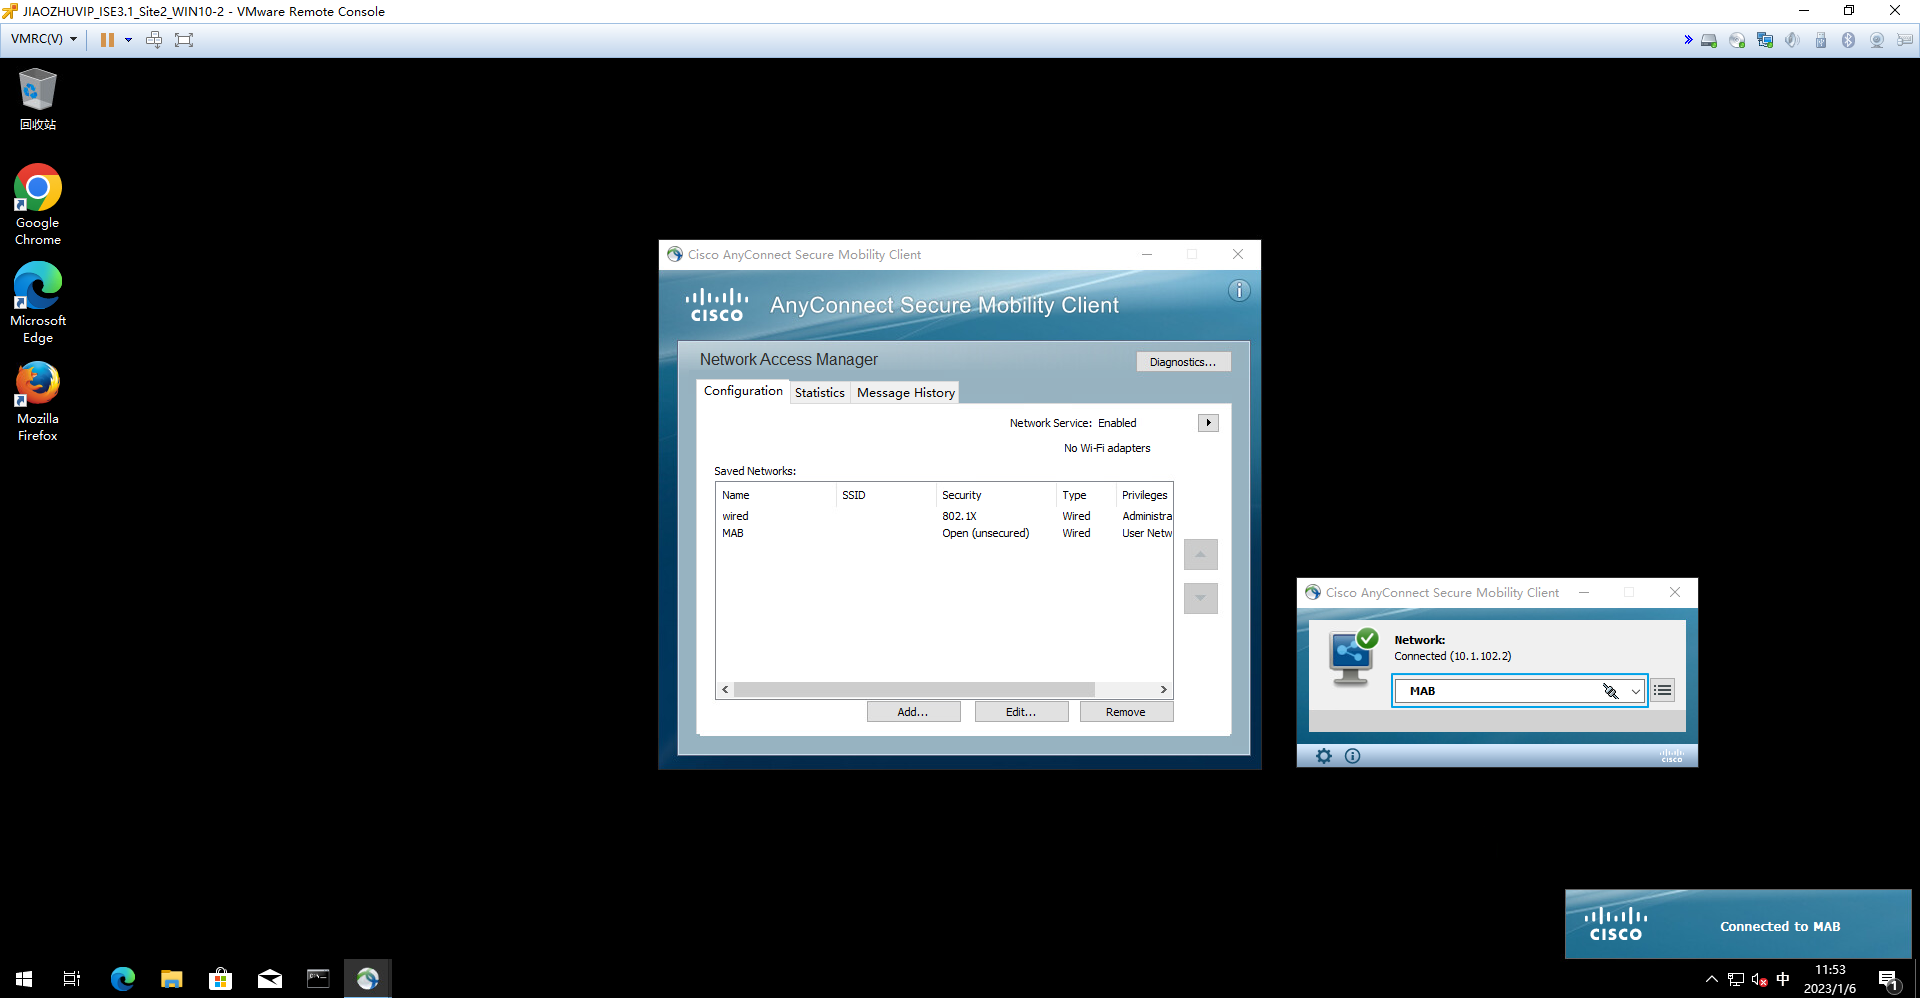 JIAOZHUVIP_ISE3.1_Site2_WIN10-2 - VMware Remote Console
VMRC(V)
回收站
Google
Chrome
Microsoft
Edge
Mozilla
Firefox
Cisco AnyConnect Secure Mobility Client
CISCO
AnyConnect Secure Mobility Client
Network Access Manager
Diagnostics...
Configuration
Statistics
Message History
Network Service: Enabled
No Wi-Fi adapters
Saved Networks:
Name SSID Security Type Privileges
wired 802.1X Wired Administra
MAB Open (unsecured) Wired User Netw
Add...
Edit...
Remove
Cisco AnyConnect Secure Mobility Client
Network:
Connected (10.1.102.2)
MAB
CISCO
CISCO
Connected to MAB
中
11:53
2023/1/6
1